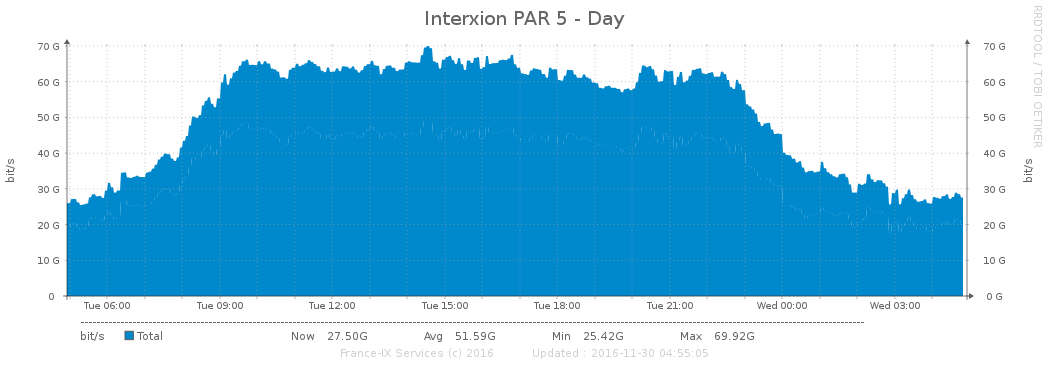 Interxion PAR 5 - Day
RRDTOOL / TOBI OETIKER
bit/s
70 G
60 G
50 G
40 G
30 G
20 G
10 G
0
70 G
60 G
50 G
40 G
30 G
20 G
10 G
0 G
bit/s
Tue 06:00 Tue 09:00 Tue 12:00 Tue 15:00 Tue 18:00 Tue 21:00 Wed 00:00 Wed 03:00
bit/s Total Now 27.50G Avg 51.59G Min 25.42G Max 69.92G
France-IX Services (c) 2016 Updated : 2016-11-30 04:55:05